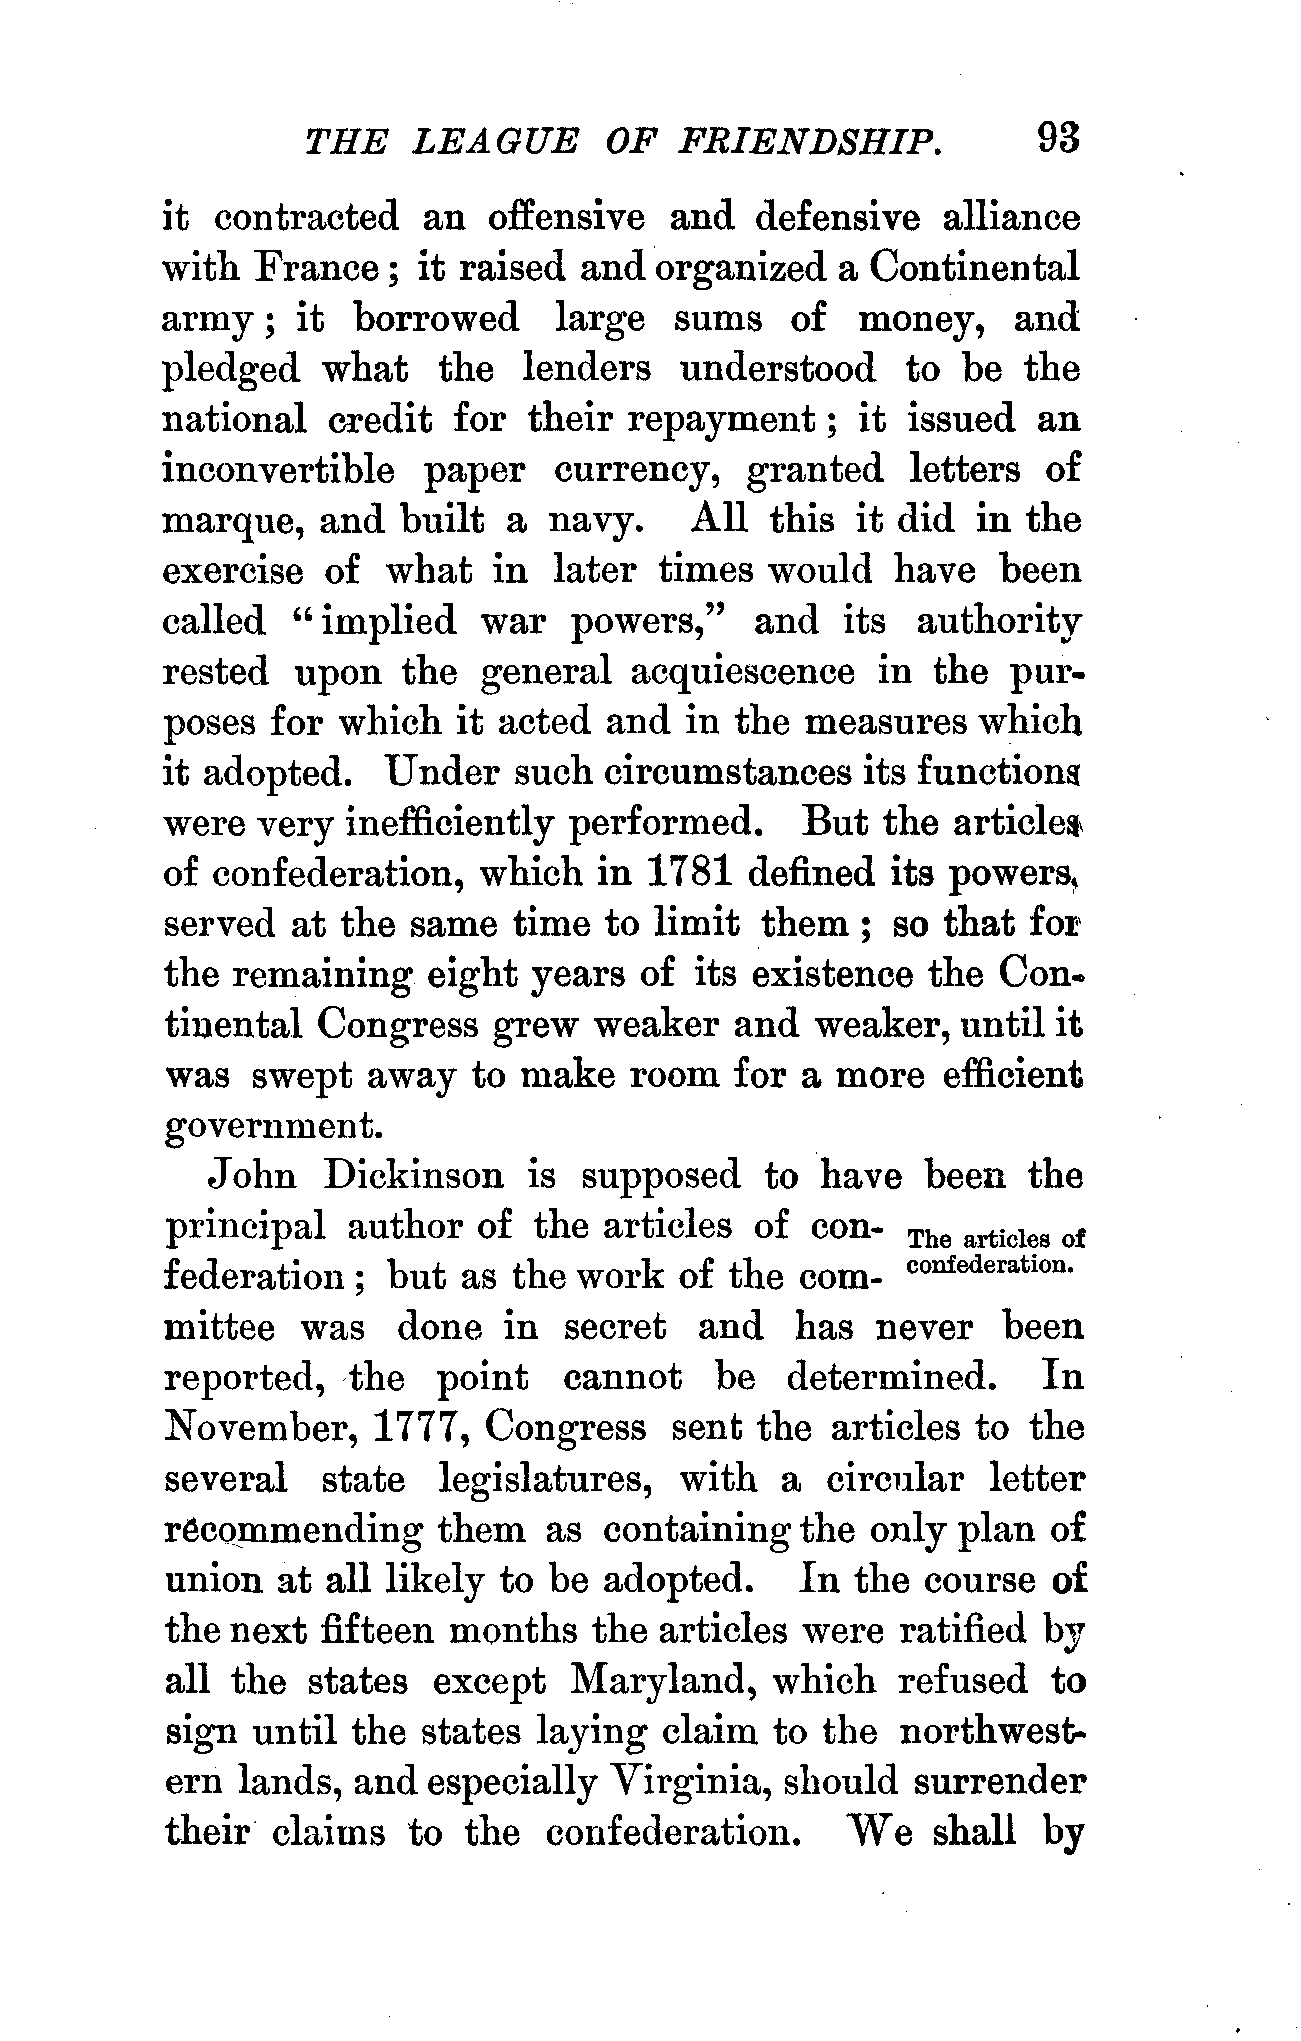 THE LEAGUE OF FRIENDSHIP. 93
it contracted an offensive and defensive alliance
with France; it raised and organized a Continental
army; it borrowed large sums of money, and
pledged what the lenders understood to be the
national credit for their repayment; it issued an
inconvertible paper currency, granted letters of
marque, and built a navy. All this it did in the
exercise of what in later times would have been
called "implied war powers," and its authority
rested upon the general acquiescence in the pur-
poses for which it acted and in the measures which
it adopted. Under such circumstances its functions
were very inefficiently performed. But the articles
of confederation, which in 1781 defined its powers,
served at the same time to limit them; so that for
the remaining eight years of its existence the Con-
tinental Congress grew weaker and weaker, until it
was swept away to make room for a more efficient
government.
John Dickinson is supposed to have been the
principal author of the articles of con-
federation; but as the work of the com-
The articles of
confederation.
mittee was done in secret and has never been
reported, the point cannot be determined. In
November, 1777, Congress sent the articles to the
several state legislatures, with a circular letter
recommending them as containing the only plan of
union at all likely to be adopted. In the course of
the next fifteen months the articles were ratified by
all the states except Maryland, which refused to
sign until the states laying claim to the northwest-
ern lands, and especially Virginia, should surrender
their claims to the confederation. We shall by